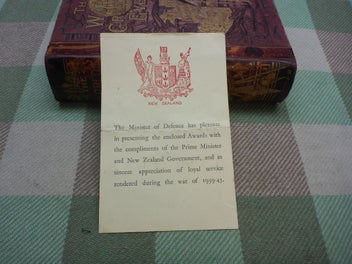 NEW ZEALAND
The Minister of Defence has pleasure
in presenting the enclosed Awards with
the compliments of the Prime Minister
and New Zealand Government, and in
sincere appreciation of loyal service
rendered during the war of 1939-45.